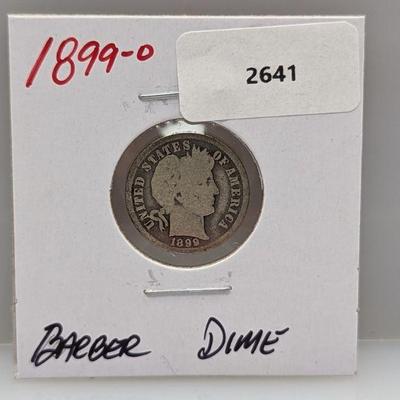 1899-O
2641
UNITED STATES OF AMERICA
1899
BARBER DIME